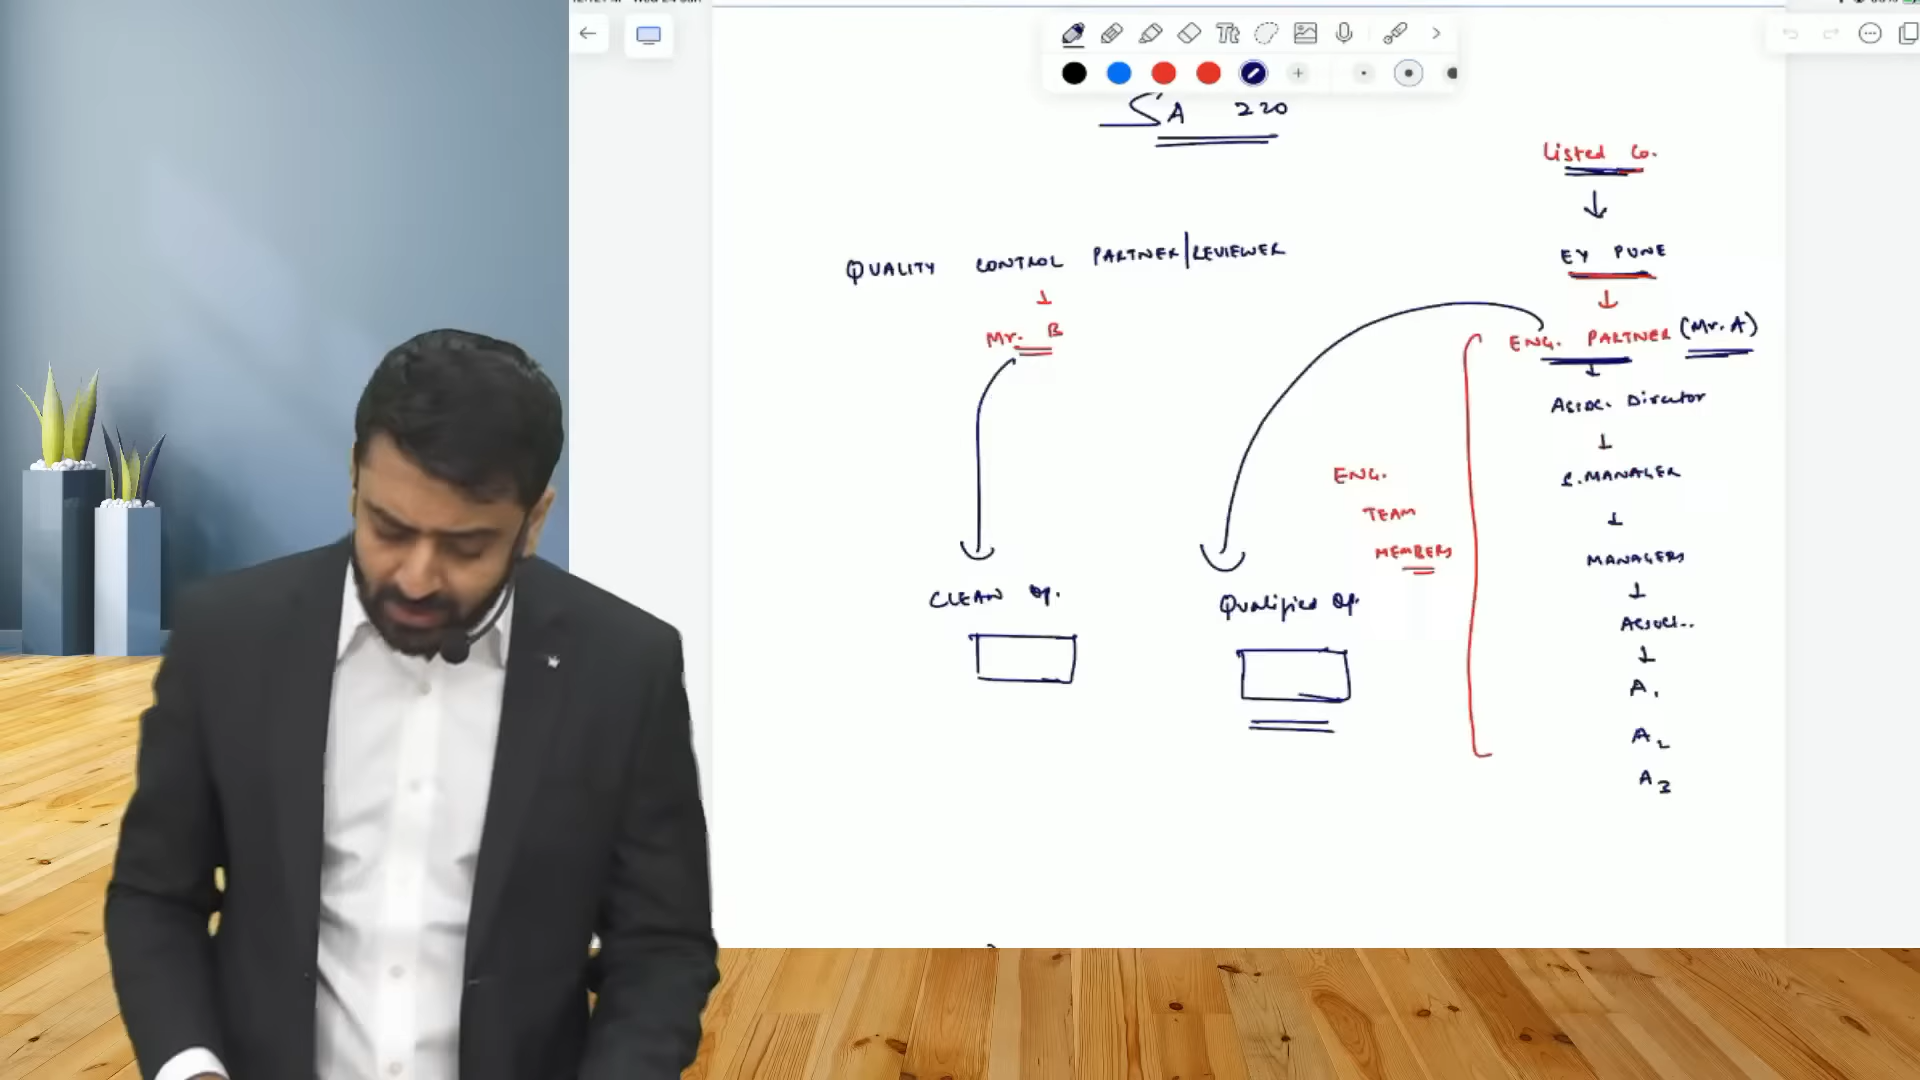 SA 220
Listed Co.
EY PUNE
QUALITY CONTROL PARTNER/REVIEWER
Mr. B
ENG. PARTNER (Mr. A)
Assoc. Director
ENG.
TEAM
MEMBERS
S.MANAGER
MANAGERS
CLEAN Op.
Qualified Op.
Associ..
A1
A2
A3